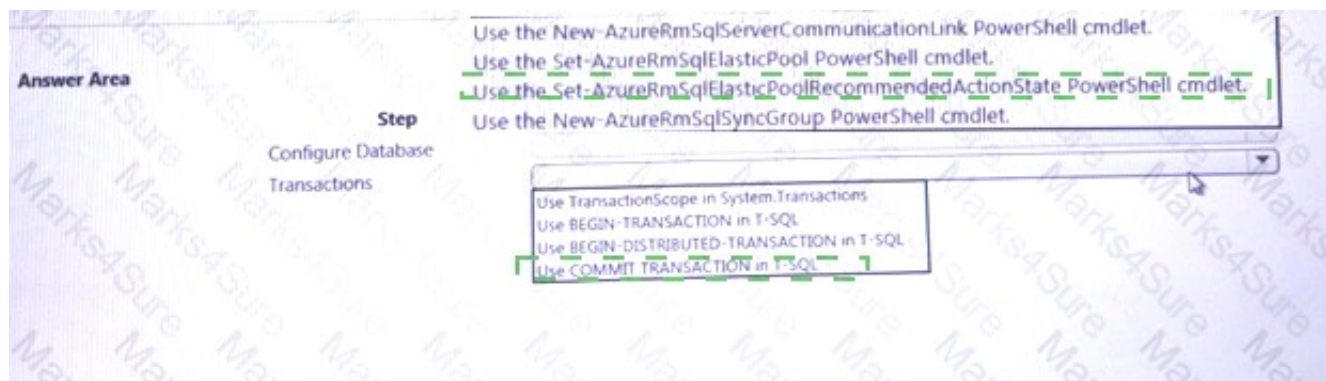 Use the New-AzureRmSqlServerCommunicationLink PowerShell cmdlet.
Use the Set-AzureRmSqlElasticPool PowerShell cmdlet.
Answer Area
Use the Set-AzureRmSqlElasticPoolRecommendedActionState PowerShell cmdlet.
Step
Use the New-AzureRmSqlSyncGroup PowerShell cmdlet.
Configure Database
Transactions
Use TransactionScope in System.Transactions
Use BEGIN-TRANSACTION in T-SQL
Use BEGIN-DISTRIBUTED-TRANSACTION in T-SQL
Use COMMIT TRANSACTION in T-SQL
Marks4Sure